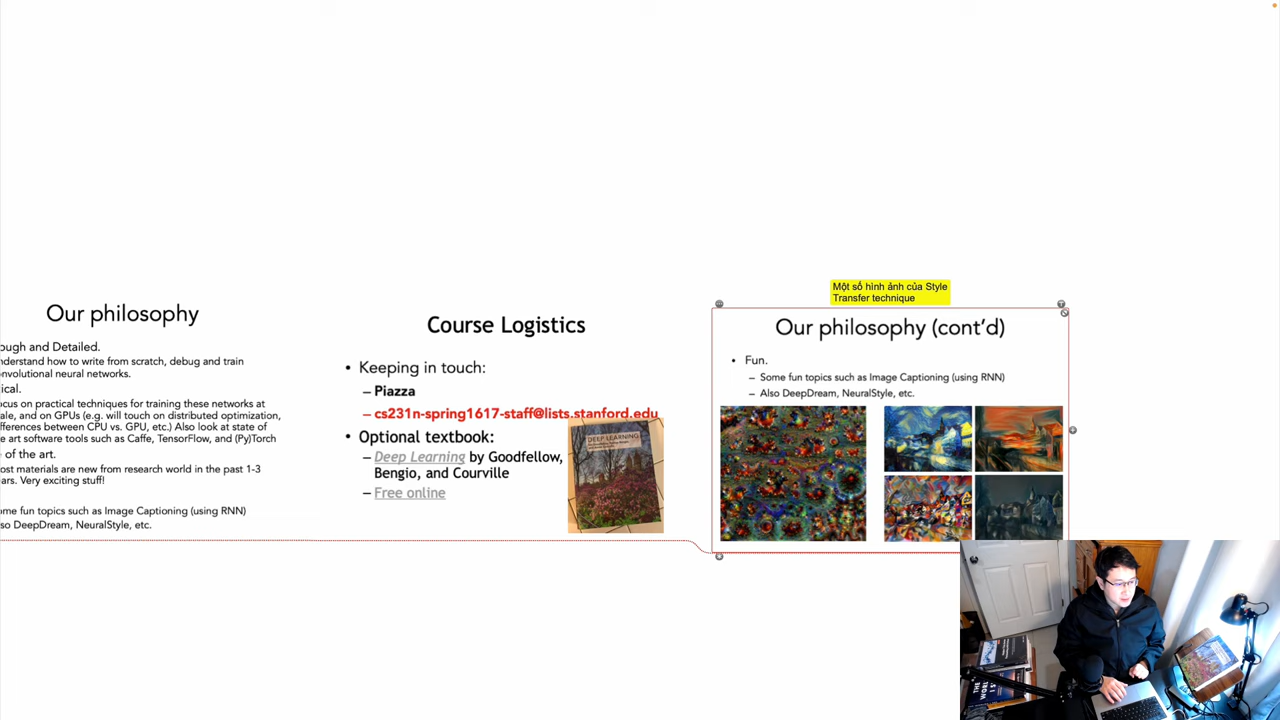 Our philosophy
ough and Detailed.
nderstand how to write from scratch, debug and train
nvolutional neural networks.
ical.
ocus on practical techniques for training these networks at
ale, and on GPUs (e.g. will touch on distributed optimization,
fferences between CPU vs. GPU, etc.) Also look at state of
e art software tools such as Caffe, TensorFlow, and (Py)Torch
of the art.
ost materials are new from research world in the past 1-3
ars. Very exciting stuff!
ome fun topics such as Image Captioning (using RNN)
so DeepDream, NeuralStyle, etc.
Course Logistics
• Keeping in touch:
– Piazza
– cs231n-spring1617-staff@lists.stanford.edu
• Optional textbook:
– Deep Learning by Goodfellow,
Bengio, and Courville
– Free online
DEEP LEARNING
Một số hình ảnh của Style
Transfer technique
Our philosophy (cont'd)
• Fun.
– Some fun topics such as Image Captioning (using RNN)
– Also DeepDream, NeuralStyle, etc.